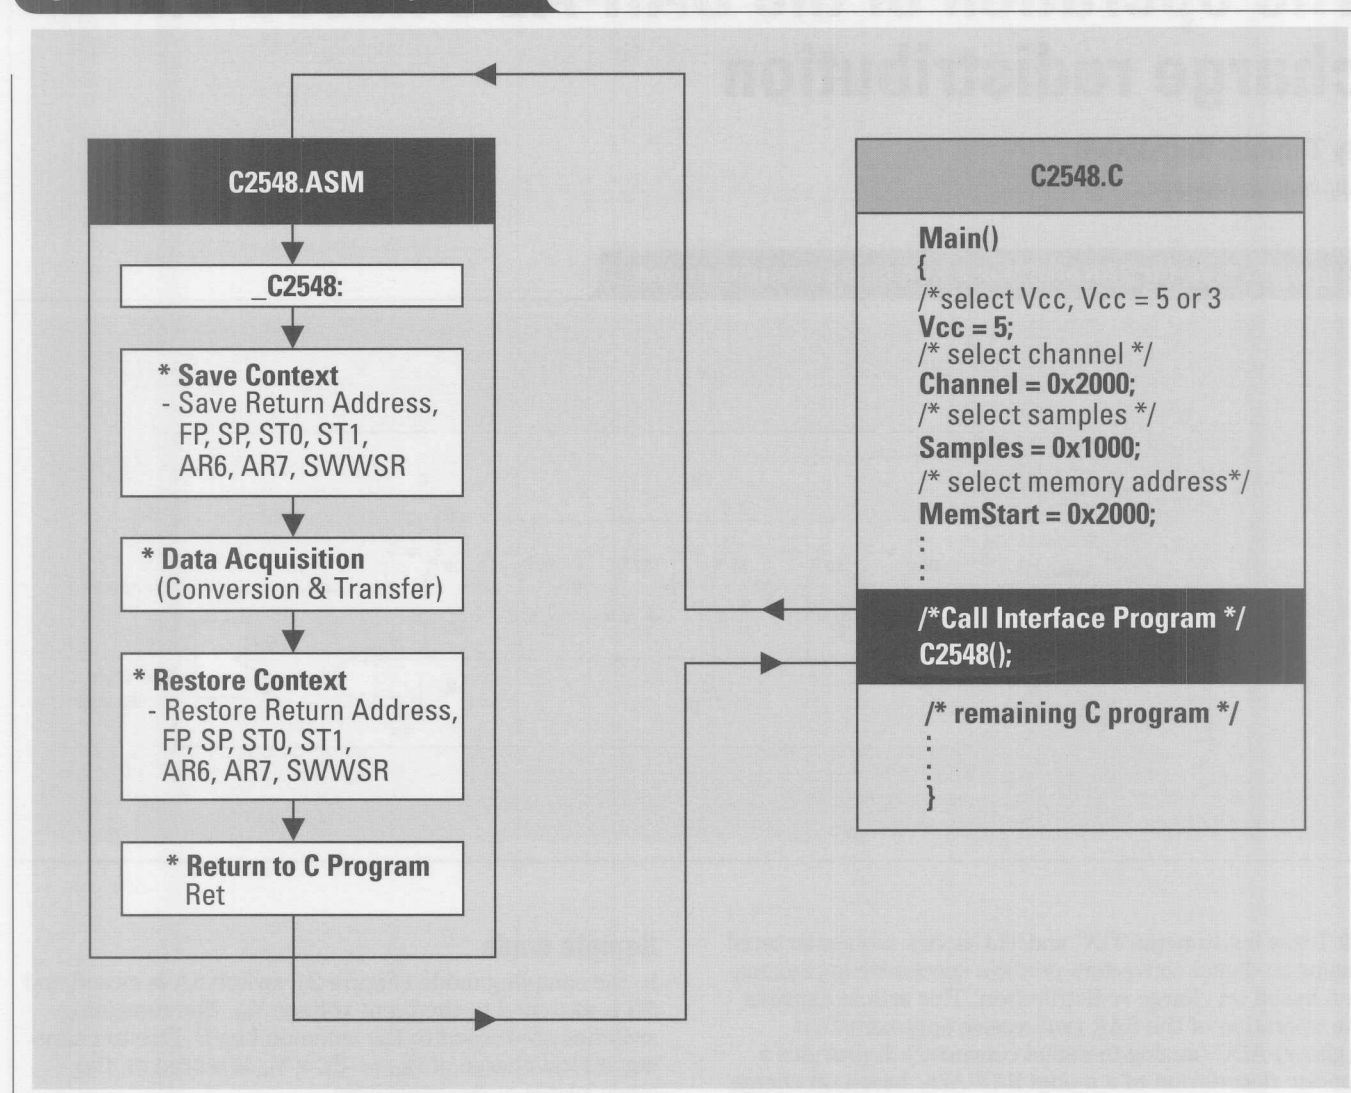 C2548.ASM
_C2548:
* Save Context
- Save Return Address,
FP, SP, ST0, ST1,
AR6, AR7, SWWSR
* Data Acquisition
(Conversion & Transfer)
* Restore Context
- Restore Return Address,
FP, SP, ST0, ST1,
AR6, AR7, SWWSR
* Return to C Program
Ret
C2548.C
Main()
{
/*select Vcc, Vcc = 5 or 3
Vcc = 5;
/* select channel */
Channel = 0x2000;
/* select samples */
Samples = 0x1000;
/* select memory address*/
MemStart = 0x2000;
:
:
/*Call Interface Program */
C2548();
/* remaining C program */
:
:
}